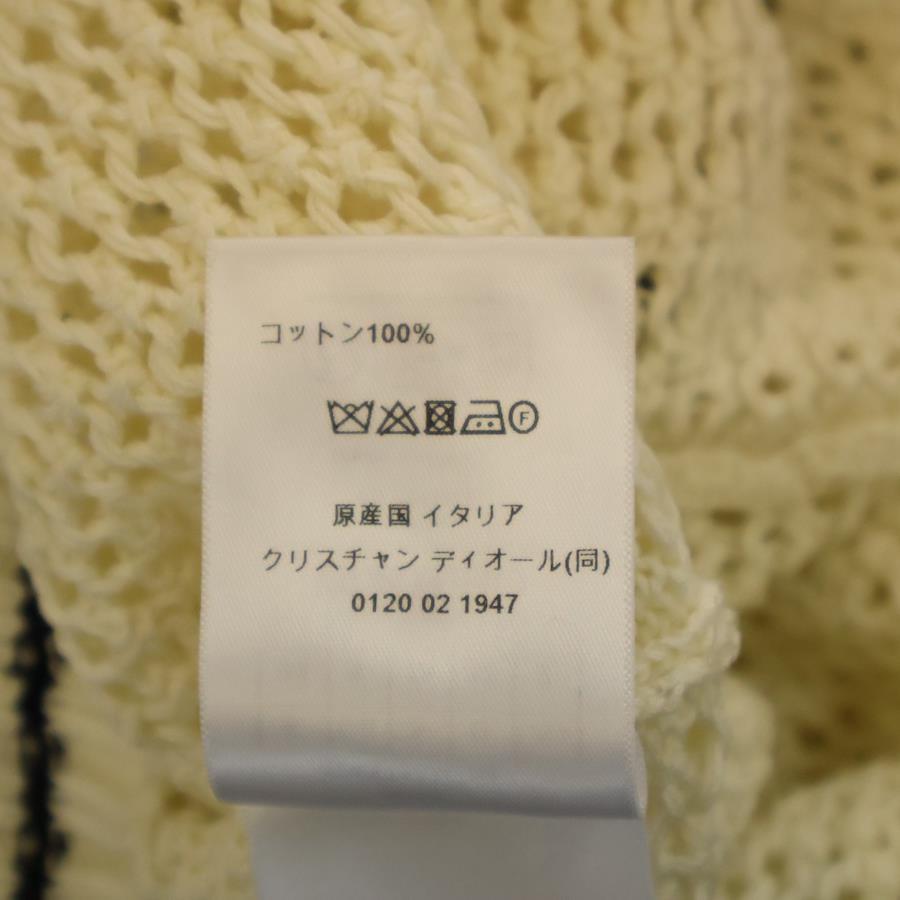 コットン100%
F
原産国 イタリア
クリスチャン ディオール(同)
0120 02 1947